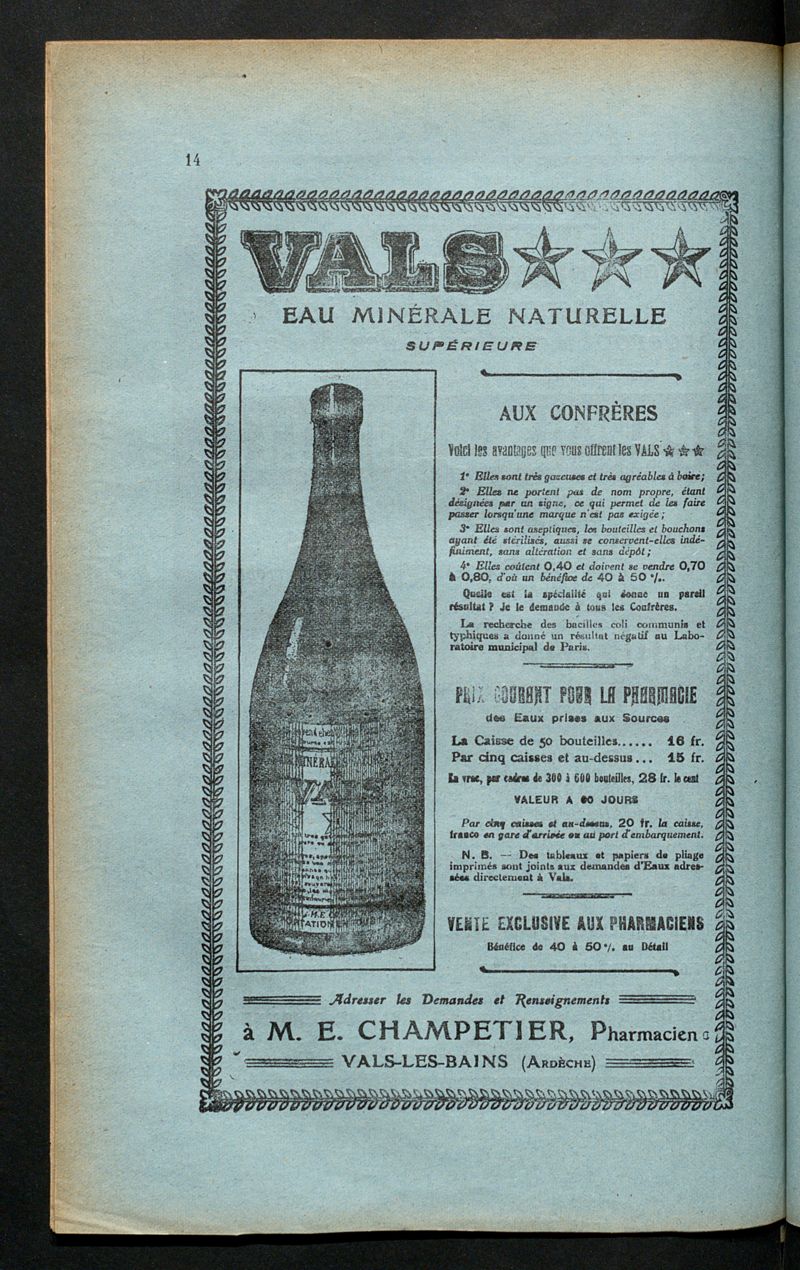 14
VALS
EAU MINÉRALE NATURELLE
SUPÉRIEURE
AUX CONFRÈRES
Voici les avantages que vous offrent les VALS
1° Elles sont très gazeuses et très agréables à boire;
2° Elles ne portent pas de nom propre, étant
désignées par un signe, ce qui permet de les faire
passer lorsqu'une marque n'est pas exigée;
3° Elles sont aseptiques, les bouteilles et bouchons
ayant été stérilisés, aussi se conservent-elles indé-
finiment, sans altération et sans dépôt;
4° Elles coûtent 0,40 et doivent se vendre 0,70
à 0,80, d'où un bénéfice de 40 à 50 %.
Quelle est la spécialité qui donne un pareil
résultat? Je le demande à tous les Confrères.
La recherche des bacilles coli communis et
typhiques a donné un résultat négatif au Labo-
ratoire municipal de Paris.
PRIX COURANT POUR LA PHARMACIE
des Eaux prises aux Sources
La Caisse de 50 bouteilles...... 16 fr.
Par cinq caisses et au-dessus... 15 fr.
En vrac, par cadres de 300 à 600 bouteilles, 28 fr. le cent
VALEUR A JOURS
Par cinq caisses et au-dessus, 20 fr. la caisse,
franco en gare d'arrivée ou au port d'embarquement.
N. B. — Des tableaux et papiers de pliage
imprimés sont joints aux demandes d'Eaux adres-
sées directement à Vals.
VENTE EXCLUSIVE AUX PHARMACIENS
Bénéfice de 40 à 50 % au Détail
MINÉRALE
VALS
Adresser les Demandes et Renseignements
à M. E. CHAMPETIER, Pharmacien
VALS-LES-BAINS (ARDÈCHE)